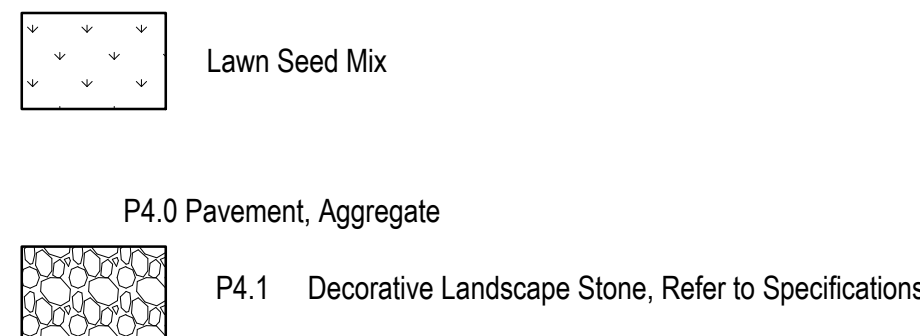 Lawn Seed Mix
P4.0 Pavement, Aggregate
P4.1 Decorative Landscape Stone, Refer to Specifications